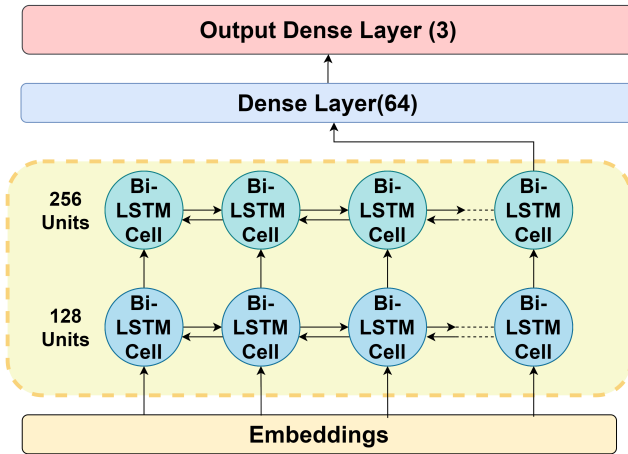 Output Dense Layer (3)
Dense Layer(64)
256
Units
Bi-
LSTM
Cell
Bi-
LSTM
Cell
Bi-
LSTM
Cell
Bi-
LSTM
Cell
128
Units
Bi-
LSTM
Cell
Bi-
LSTM
Cell
Bi-
LSTM
Cell
Bi-
LSTM
Cell
Embeddings